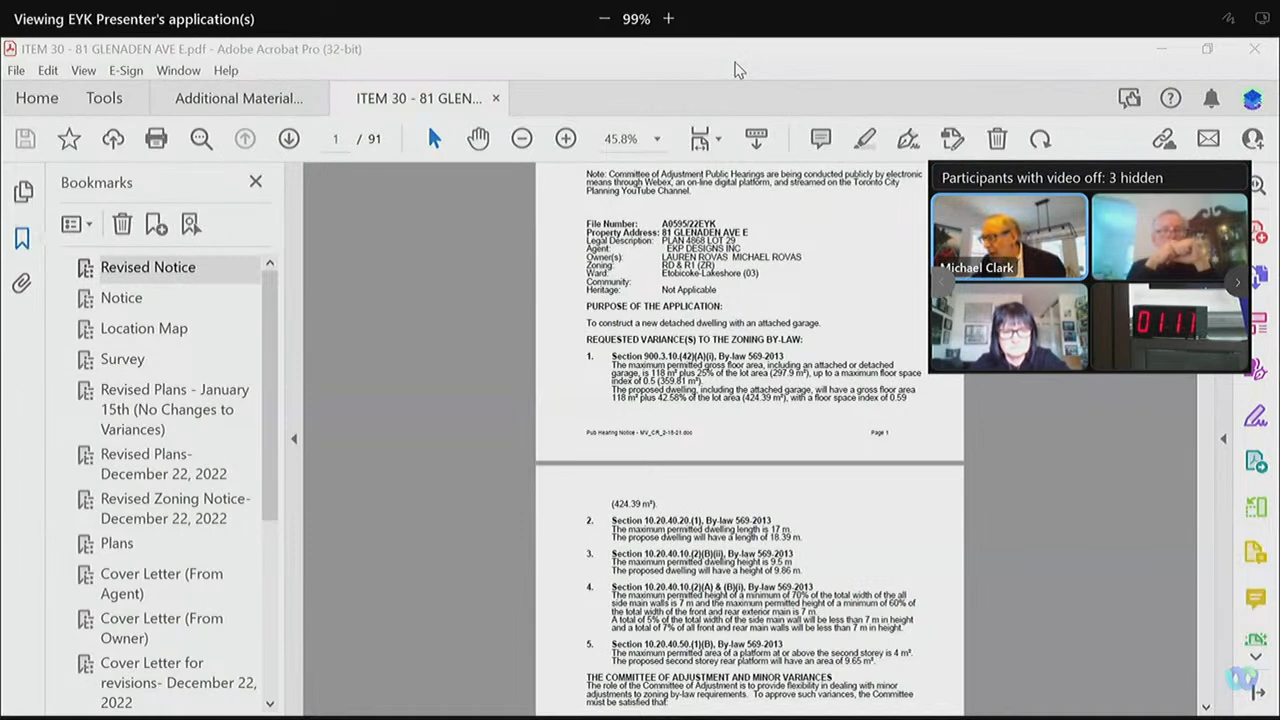 Viewing EYK Presenter's application(s)
99%
ITEM 30 - 81 GLENADEN AVE E.pdf - Adobe Acrobat Pro (32-bit)
File Edit View E-Sign Window Help
Home Tools Additional Material... ITEM 30 - 81 GLEN...
1 / 91 45.8%
Bookmarks
Revised Notice
Notice
Location Map
Survey
Revised Plans - January
15th (No Changes to
Variances)
Revised Plans-
December 22, 2022
Revised Zoning Notice-
December 22, 2022
Plans
Cover Letter (From
Agent)
Cover Letter (From
Owner)
Cover Letter for
revisions- December 22,
2022
Note: Committee of Adjustment Public Hearings are being conducted publicly by electronic
means through Webex, an on-line digital platform, and streamed on the Toronto City
Planning YouTube Channel.
File Number: A0595/22EYK
Property Address: 81 GLENADEN AVE E
Legal Description: PLAN 4868 LOT 29
Agent: EKP DESIGNS INC
Owner(s): LAUREN ROVAS MICHAEL ROVAS
Zoning: RD & R1 (ZR)
Ward: Etobicoke-Lakeshore (03)
Community:
Heritage: Not Applicable
PURPOSE OF THE APPLICATION:
To construct a new detached dwelling with an attached garage.
REQUESTED VARIANCE(S) TO THE ZONING BY-LAW:
1. Section 900.3.10.(42)(A)(i), By-law 569-2013
The maximum permitted gross floor area, including an attached or detached
garage, is 118 m² plus 25% of the lot area (297.9 m²), up to a maximum floor space
index of 0.5 (359.81 m²).
The proposed dwelling, including the attached garage, will have a gross floor area
118 m² plus 42.58% of the lot area (424.39 m²), with a floor space index of 0.59
Pub Hearing Notice - MV_CR_2-18-21.doc Page 1
(424.39 m²).
2. Section 10.20.40.20.(1), By-law 569-2013
The maximum permitted dwelling length is 17 m.
The propose dwelling will have a length of 18.39 m.
3. Section 10.20.40.10.(2)(B)(ii), By-law 569-2013
The maximum permitted dwelling height is 9.5 m
The proposed dwelling will have a height of 9.86 m.
4. Section 10.20.40.10.(2)(A) & (B)(i), By-law 569-2013
The maximum permitted height of a minimum of 70% of the total width of the all
side main walls is 7 m and the maximum permitted height of a minimum of 60% of
the total width of the front and rear exterior main is 7 m.
A total of 5% of the total width of the side main wall will be less than 7 m in height
and a total of 7% of all front and rear main walls will be less than 7 m in height.
5. Section 10.20.40.50.(1)(B), By-law 569-2013
The maximum permitted area of a platform at or above the second storey is 4 m².
The proposed second storey rear platform will have an area of 9.65 m².
THE COMMITTEE OF ADJUSTMENT AND MINOR VARIANCES
The role of the Committee of Adjustment is to provide flexibility in dealing with minor
adjustments to zoning by-law requirements. To approve such variances, the Committee
must be satisfied that:
Participants with video off: 3 hidden
Michael Clark
01:11